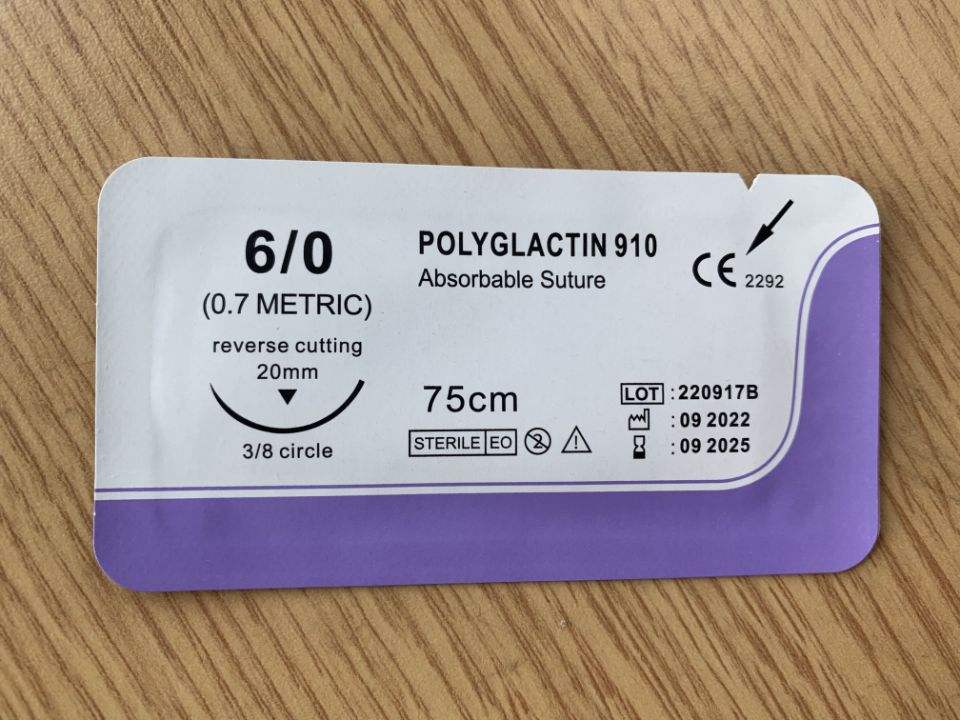 6/0
(0.7 METRIC)
reverse cutting
20mm
3/8 circle
POLYGLACTIN 910
Absorbable Suture
CE 2292
75cm
STERILE EO 2
LOT : 220917B
: 09 2022
: 09 2025